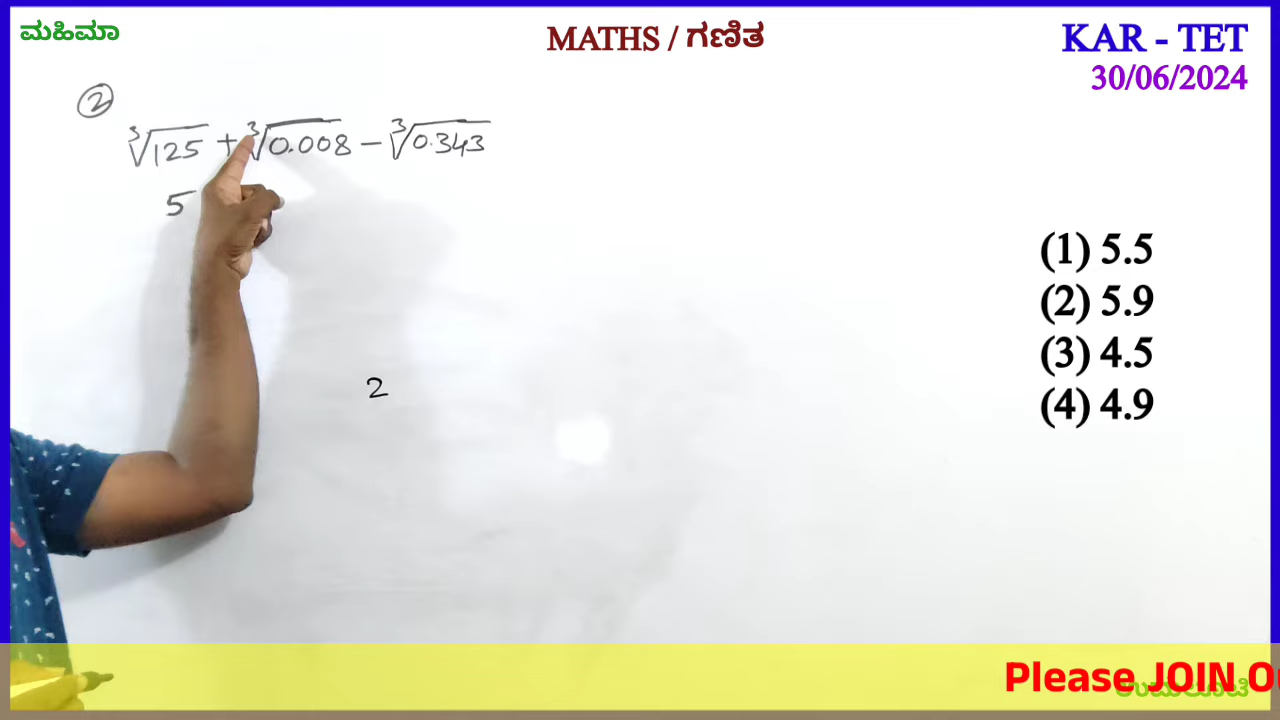 ಮಹಿಮಾ
MATHS / ಗಣಿತ
KAR - TET
30/06/2024
2
∛125 + ∛0.008 - ∛0.343
5
2
(1) 5.5
(2) 5.9
(3) 4.5
(4) 4.9
Please JOIN O